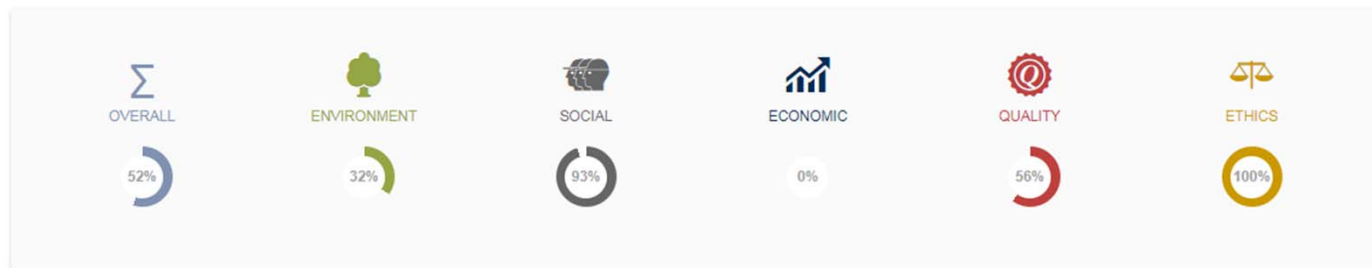 Σ
OVERALL ENVIRONMENT SOCIAL ECONOMIC QUALITY ETHICS
52% 32% 93% 0% 56% 100%